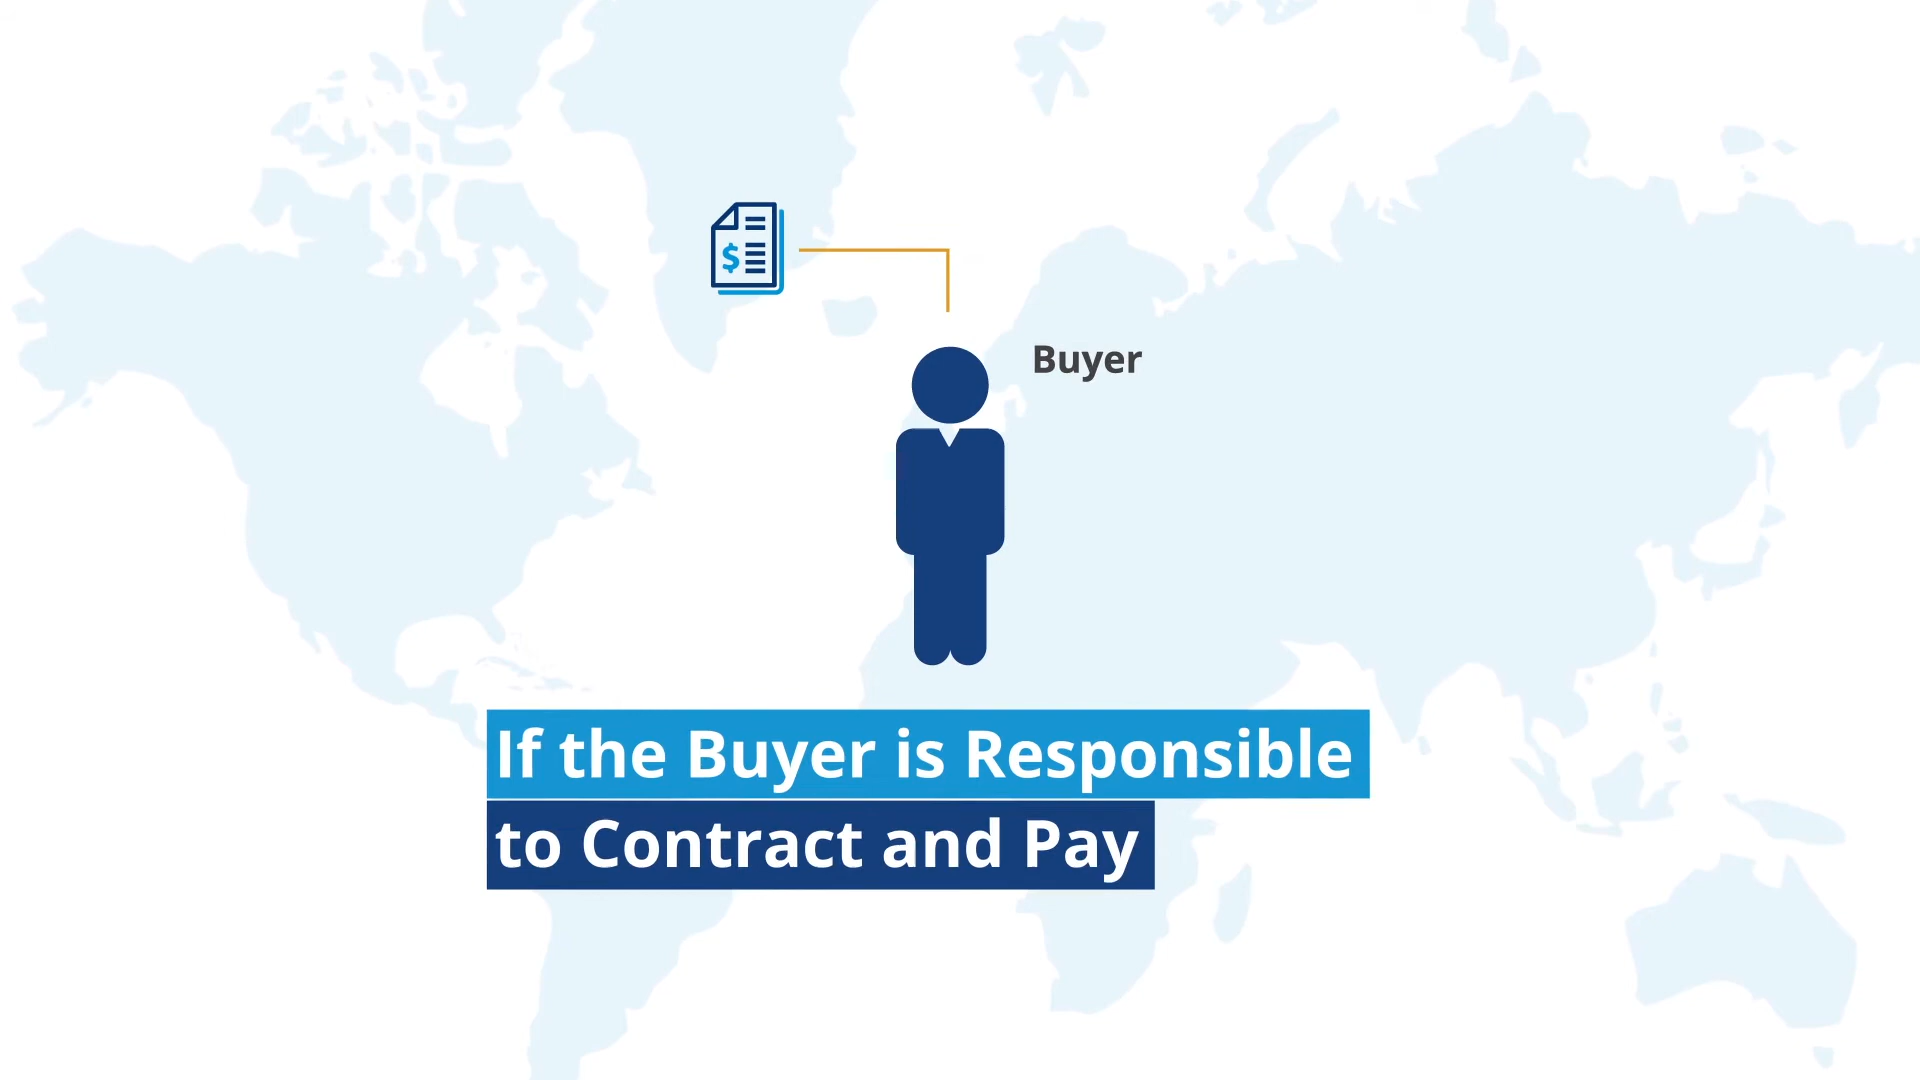 $
Buyer
If the Buyer is Responsible
to Contract and Pay